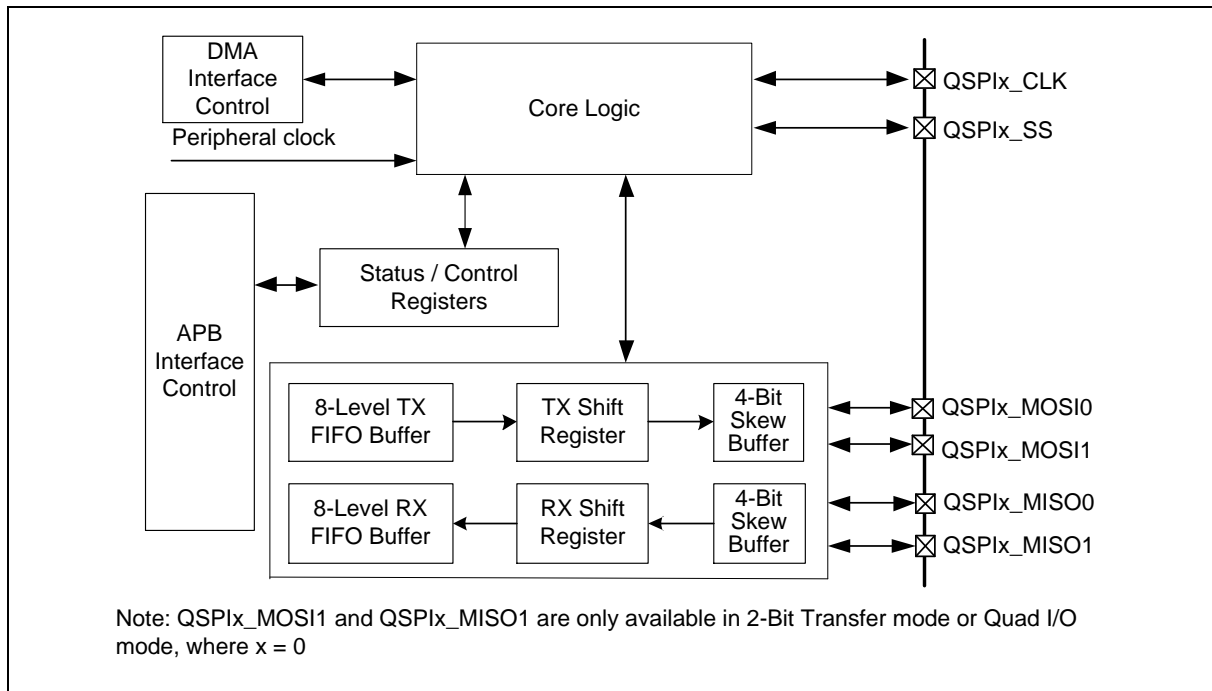 DMA
Interface
Control
Peripheral clock
Core Logic
QSPIx_CLK
QSPIx_SS
APB
Interface
Control
Status / Control
Registers
8-Level TX
FIFO Buffer
TX Shift
Register
4-Bit
Skew
Buffer
8-Level RX
FIFO Buffer
RX Shift
Register
4-Bit
Skew
Buffer
QSPIx_MOSI0
QSPIx_MOSI1
QSPIx_MISO0
QSPIx_MISO1
Note: QSPIx_MOSI1 and QSPIx_MISO1 are only available in 2-Bit Transfer mode or Quad I/O
mode, where x = 0